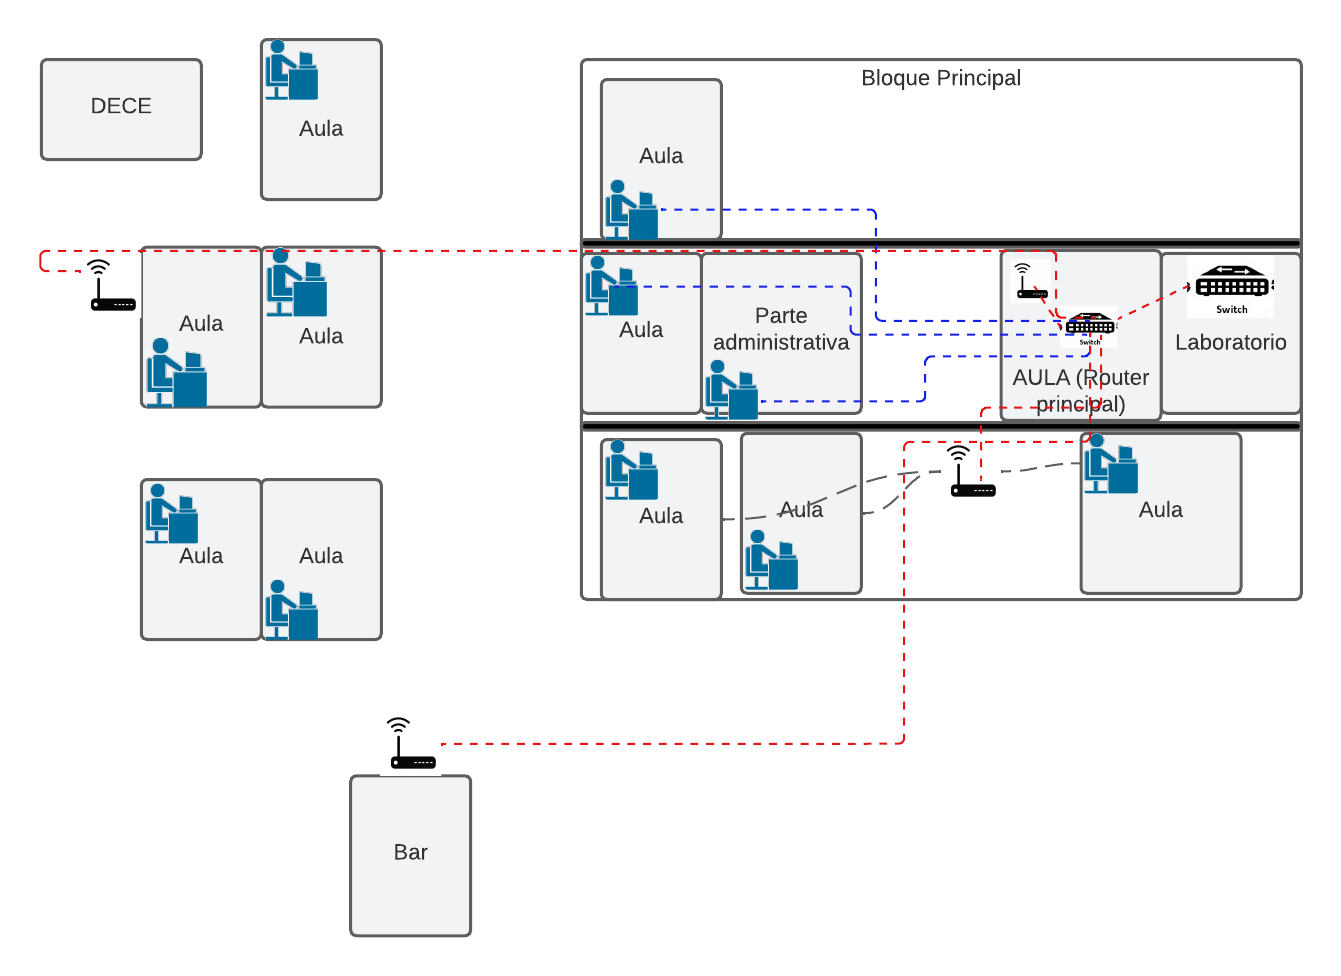 Bloque Principal
DECE
Aula
Aula
Aula
Aula
Aula
Parte
administrativa
Switch
Switch
Laboratorio
AULA (Router
principal)
Aula
Aula
Aula
Aula
Aula
Bar